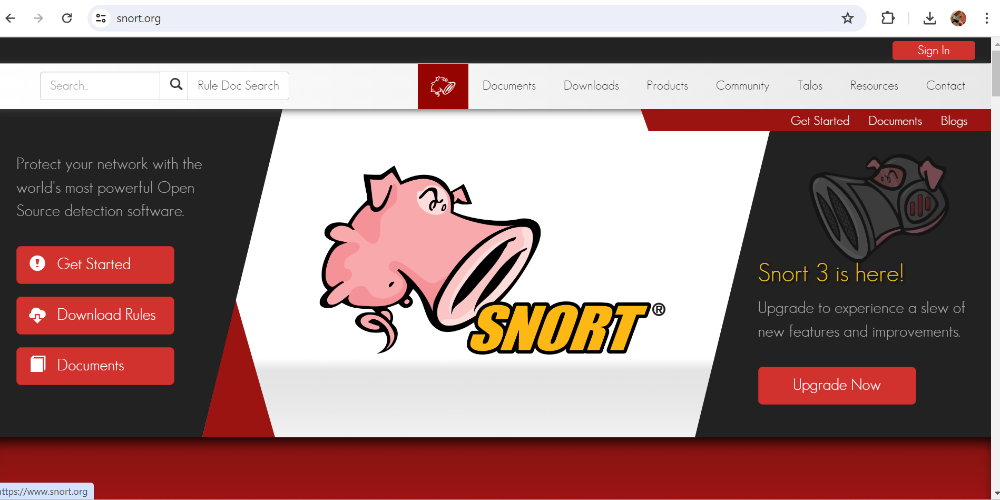 snort.org
Sign In
Search...
Rule Doc Search
Documents
Downloads
Products
Community
Talos
Resources
Contact
Get Started
Documents
Blogs
Protect your network with the
world's most powerful Open
Source detection software.
Get Started
Download Rules
Documents
SNORT®
Snort 3 is here!
Upgrade to experience a slew of
new features and improvements.
Upgrade Now
https://www.snort.org